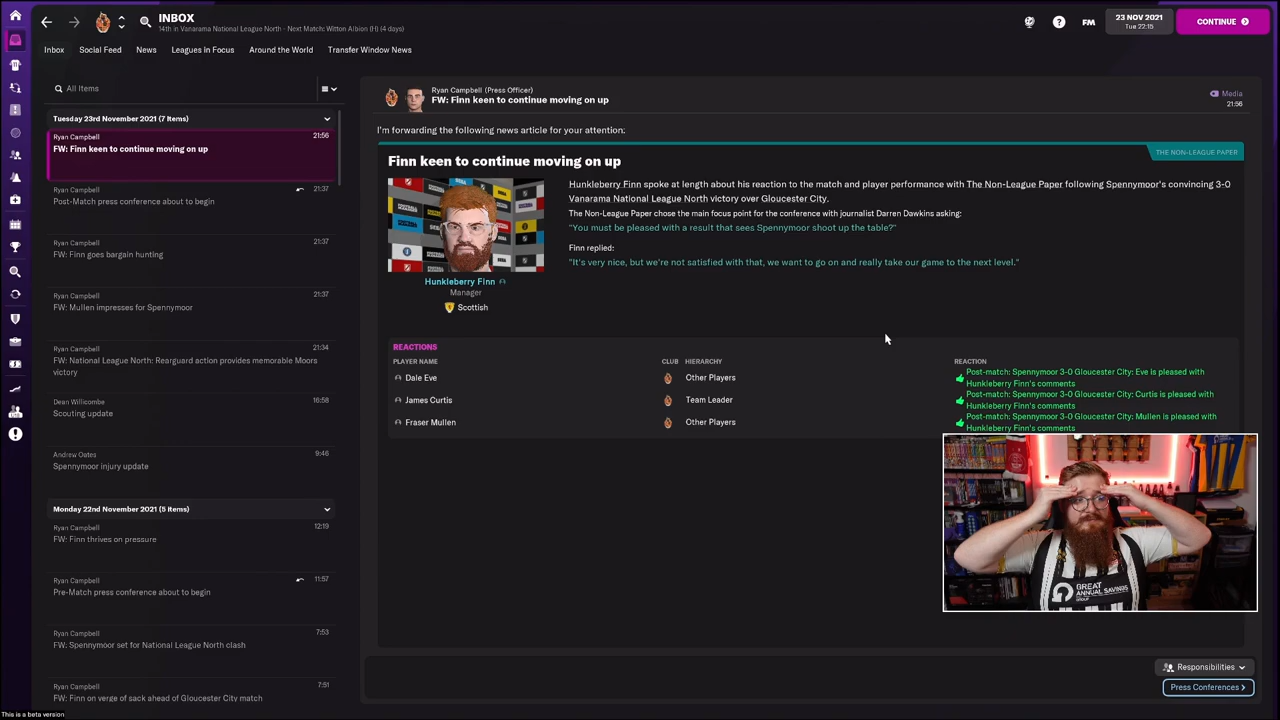 INBOX
14th in Vanarama National League North - Next Match: Witton Albion (H) (4 days)
FM
23 NOV 2021
Tue 22:15
CONTINUE
Inbox
Social Feed
News
Leagues in Focus
Around the World
Transfer Window News
All Items
Tuesday 23rd November 2021 (7 Items)
Ryan Campbell
21:56
FW: Finn keen to continue moving on up
Ryan Campbell
21:37
Post-Match press conference about to begin
Ryan Campbell
21:37
FW: Finn goes bargain hunting
Ryan Campbell
21:37
FW: Mullen impresses for Spennymoor
Ryan Campbell
21:34
FW: National League North: Rearguard action provides memorable Moors
victory
Dean Willicombe
16:58
Scouting update
Andrew Oates
9:46
Spennymoor injury update
Monday 22nd November 2021 (5 Items)
Ryan Campbell
12:19
FW: Finn thrives on pressure
Ryan Campbell
11:57
Pre-Match press conference about to begin
Ryan Campbell
7:53
FW: Spennymoor set for National League North clash
Ryan Campbell
7:51
FW: Finn on verge of sack ahead of Gloucester City match
This is a beta version
Ryan Campbell (Press Officer)
FW: Finn keen to continue moving on up
Media
21:56
I'm forwarding the following news article for your attention:
Finn keen to continue moving on up
THE NON-LEAGUE PAPER
Hunkleberry Finn spoke at length about his reaction to the match and player performance with The Non-League Paper following Spennymoor's convincing 3-0
Vanarama National League North victory over Gloucester City.
The Non-League Paper chose the main focus point for the conference with journalist Darren Dawkins asking:
"You must be pleased with a result that sees Spennymoor shoot up the table?"
Finn replied:
"It's very nice, but we're not satisfied with that, we want to go on and really take our game to the next level."
Hunkleberry Finn
Manager
Scottish
REACTIONS
PLAYER NAME
CLUB
HIERARCHY
REACTION
Dale Eve
Other Players
Post-match: Spennymoor 3-0 Gloucester City: Eve is pleased with
Hunkleberry Finn's comments
James Curtis
Team Leader
Post-match: Spennymoor 3-0 Gloucester City: Curtis is pleased with
Hunkleberry Finn's comments
Fraser Mullen
Other Players
Post-match: Spennymoor 3-0 Gloucester City: Mullen is pleased with
Hunkleberry Finn's comments
GREAT
ANNUAL SAVINGS
GROUP
Responsibilities
Press Conferences